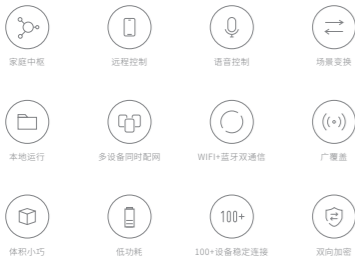 家庭中枢
远程控制
语音控制
场景变换
本地运行
多设备同时配网
WIFI+蓝牙双通信
广覆盖
100+
体积小巧
低功耗
100+设备稳定连接
双向加密